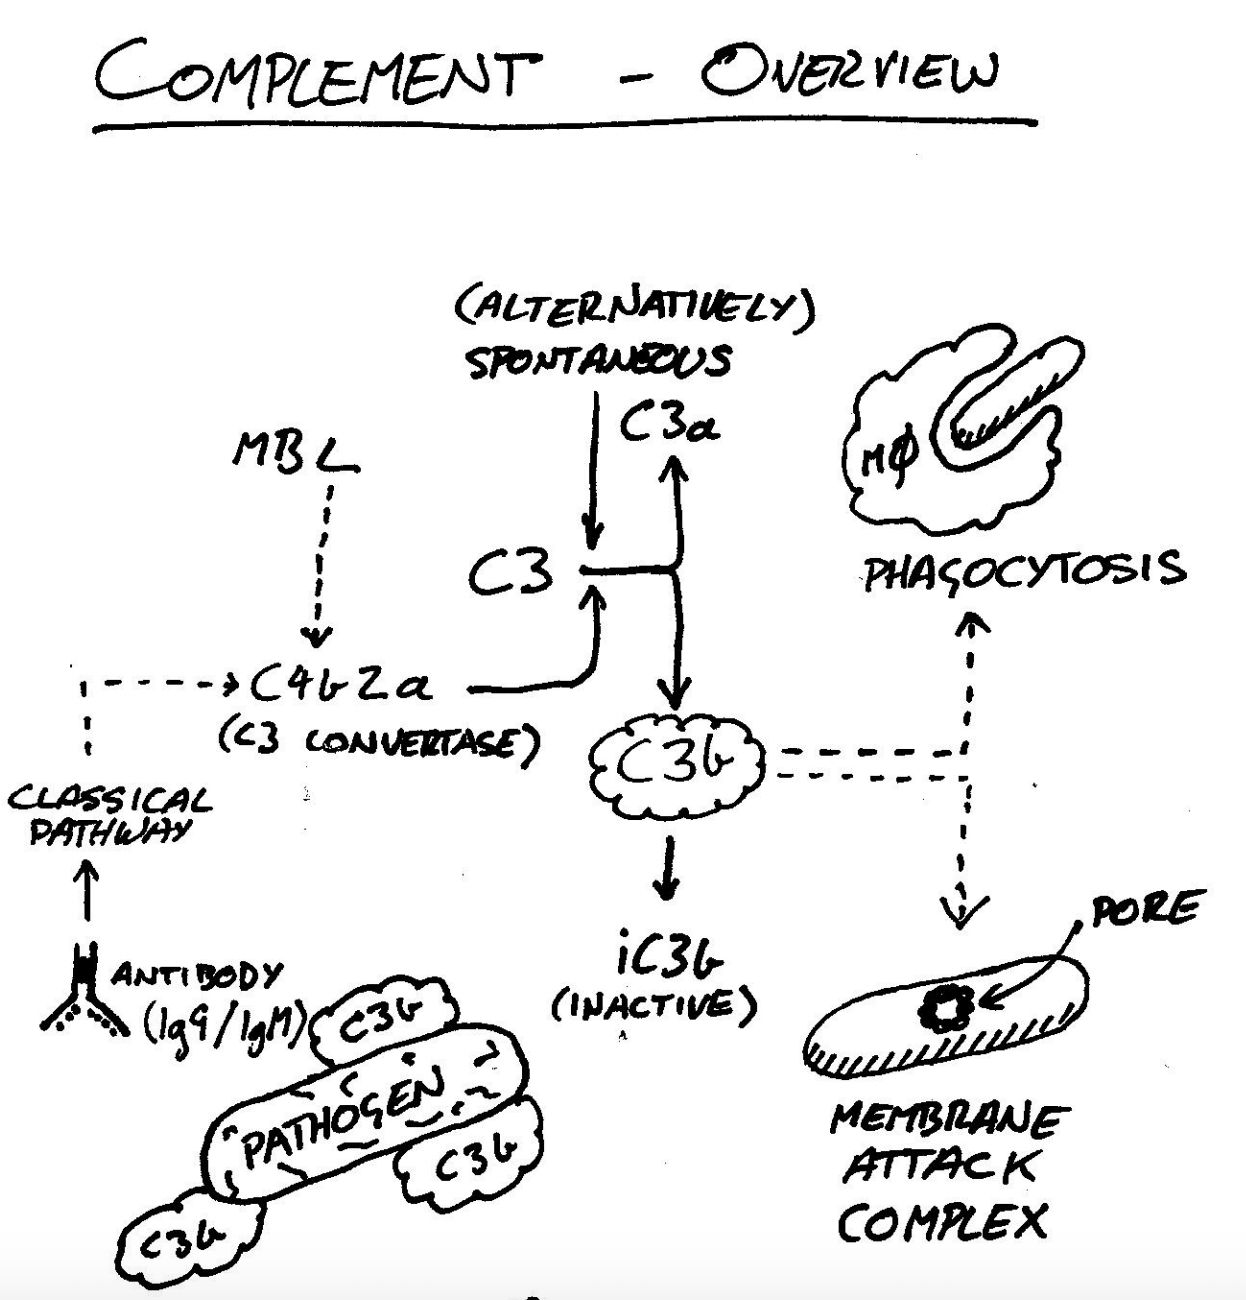 COMPLEMENT - OVERVIEW
(ALTERNATIVELY)
SPONTANEOUS
C3a
MBL
MØ
C3
PHAGOCYTOSIS
C4b2a
(C3 CONVERTASE)
C3b
CLASSICAL
PATHWAY
PORE
iC3b
(INACTIVE)
ANTIBODY
(IgG/IgM)
C3b
PATHOGEN
C3b
C3b
MEMBRANE
ATTACK
COMPLEX